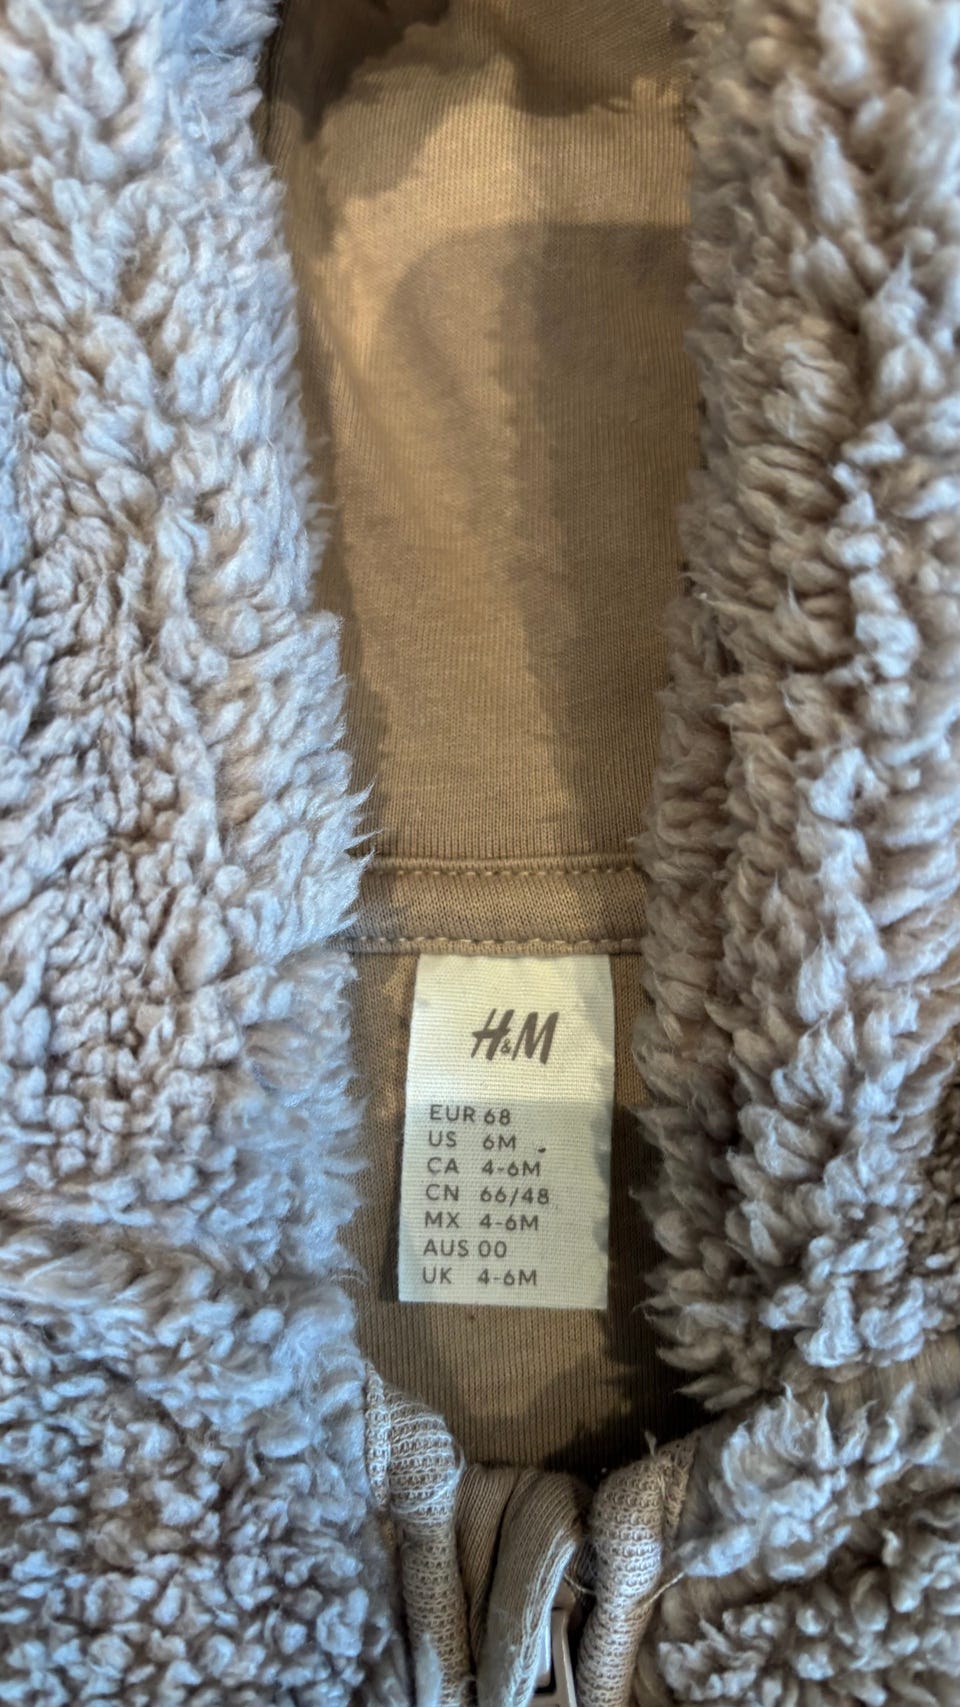 H&M
EUR 68
US 6M
CA 4-6M
CN 66/48
MX 4-6M
AUS 00
UK 4-6M